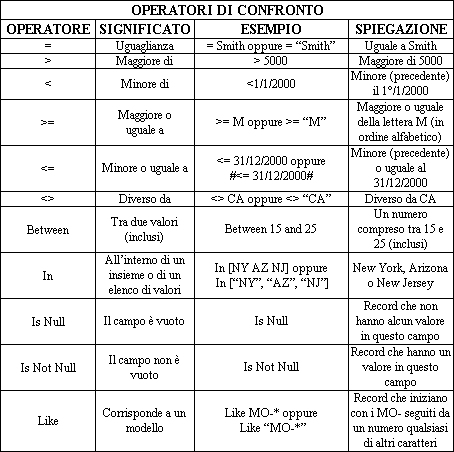 OPERATORI DI CONFRONTO
OPERATORE SIGNIFICATO ESEMPIO SPIEGAZIONE
= Uguaglianza = Smith oppure = “Smith” Uguale a Smith
> Maggiore di > 5000 Maggiore di 5000
< Minore di <1/1/2000 Minore (precedente)
il 1°/1/2000
>= Maggiore o
uguale a >= M oppure >= “M” Maggiore o uguale
della lettera M (in
ordine alfabetico)
<= Minore o uguale a <= 31/12/2000 oppure
#<= 31/12/2000# Minore (precedente)
o uguale al
31/12/2000
<> Diverso da <> CA oppure <> “CA” Diverso da CA
Between Tra due valori
(inclusi) Between 15 and 25 Un numero
compreso tra 15 e
25 (inclusi)
In All’interno di un
insieme o di un
elenco di valori In [NY AZ NJ] oppure
In [“NY”, “AZ”, “NJ”] New York, Arizona
o New Jersey
Is Null Il campo è vuoto Is Null Record che non
hanno alcun valore
in questo campo
Is Not Null Il campo non è
vuoto Is Not Null Record che hanno un
valore in questo
campo
Like Corrisponde a un
modello Like MO-* oppure
Like “MO-*” Record che iniziano
con i MO- seguiti da
un numero qualsiasi
di altri caratteri